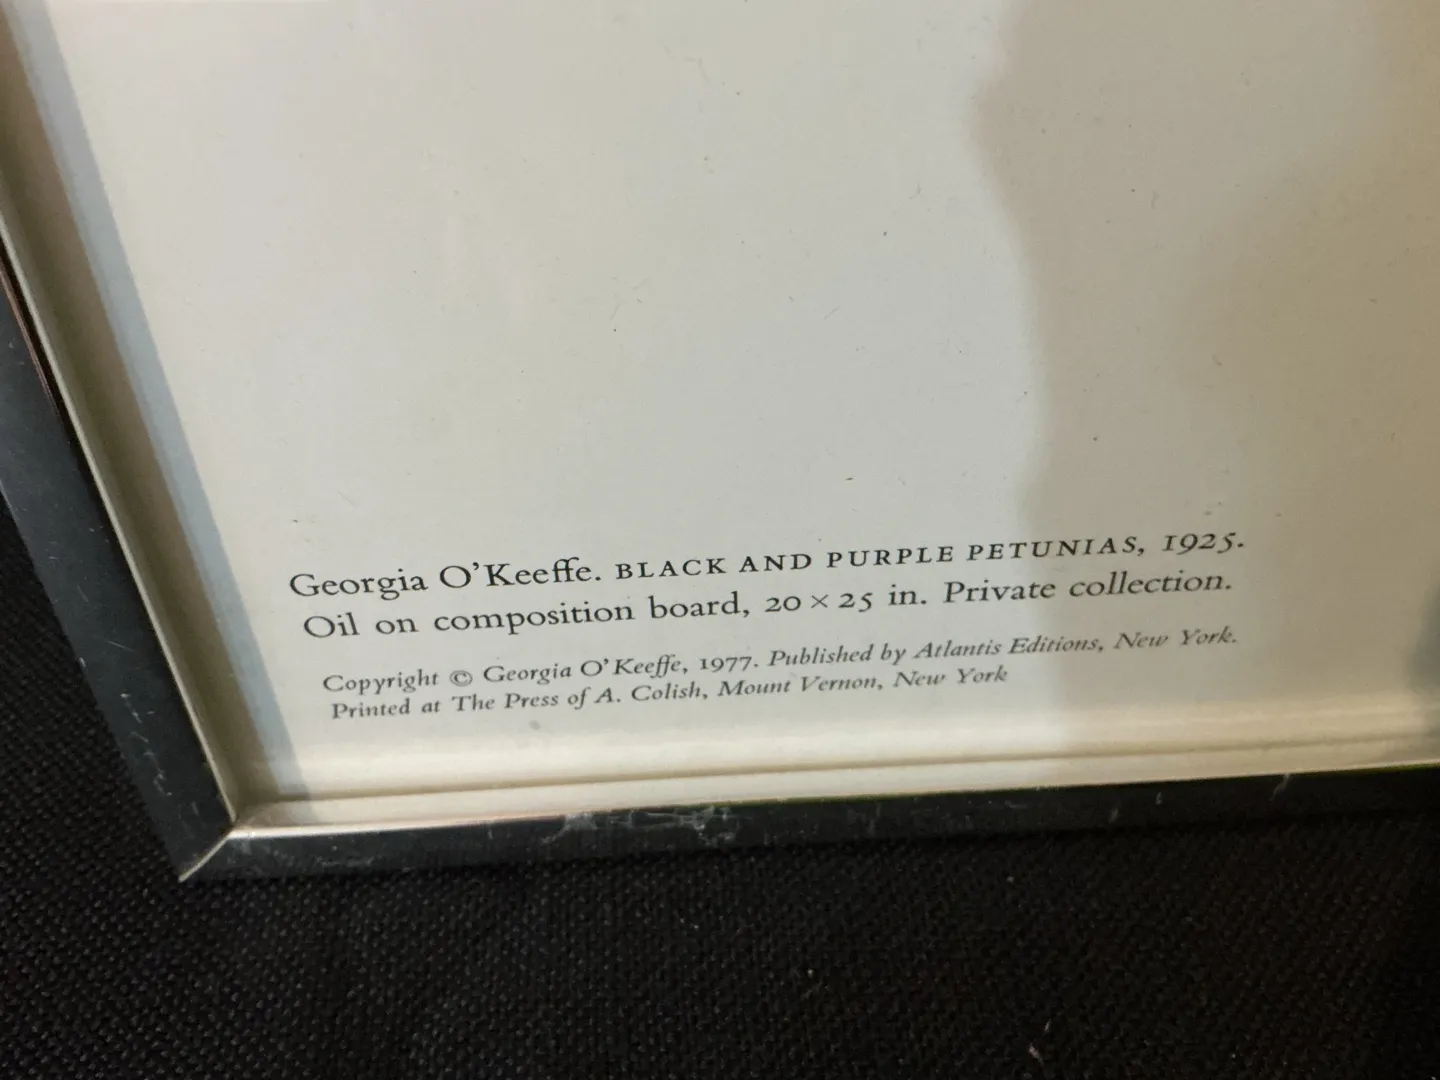 Georgia O'Keeffe. BLACK AND PURPLE PETUNIAS, 1925.
Oil on composition board, 20 × 25 in. Private collection.
Copyright © Georgia O'Keeffe, 1977. Published by Atlantis Editions, New York.
Printed at The Press of A. Colish, Mount Vernon, New York